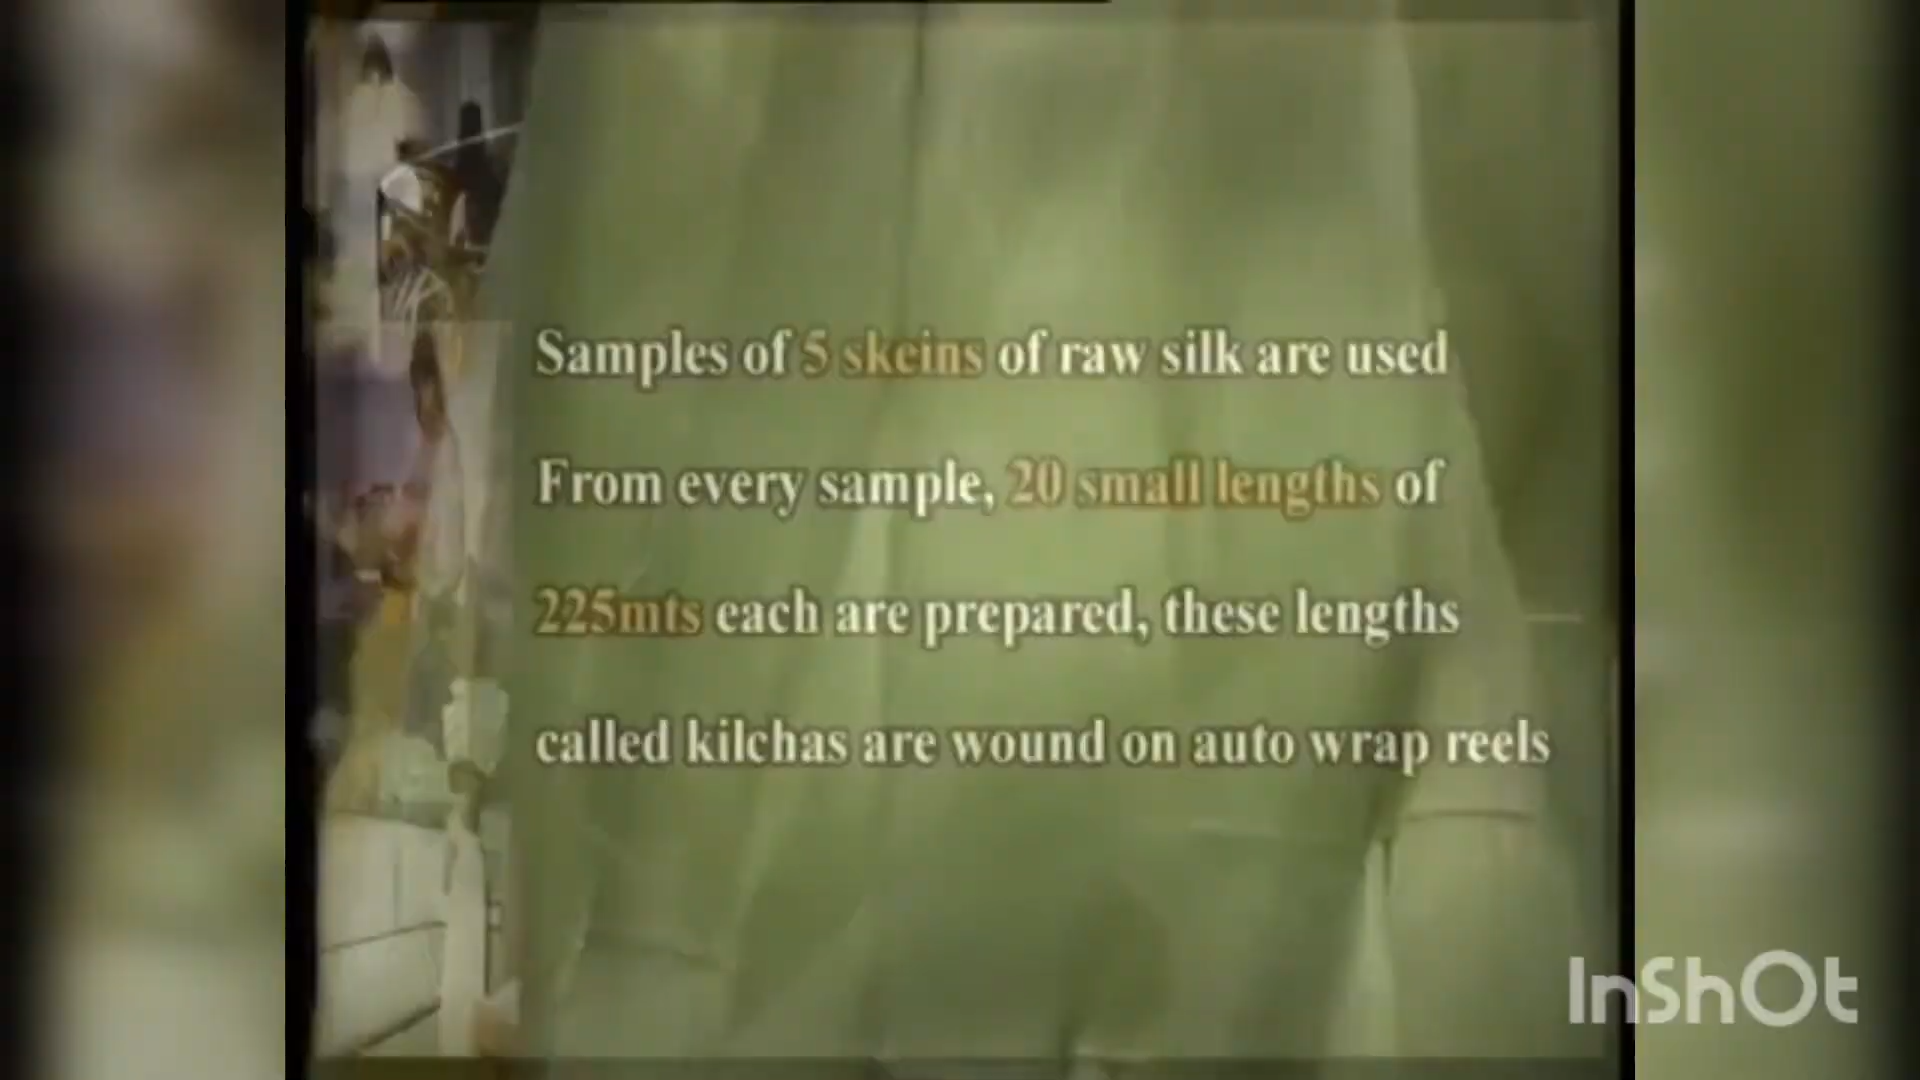 Samples of 5 skeins of raw silk are used
From every sample, 20 small lengths of
225mts each are prepared, these lengths
called kilchas are wound on auto wrap reels
InShOt